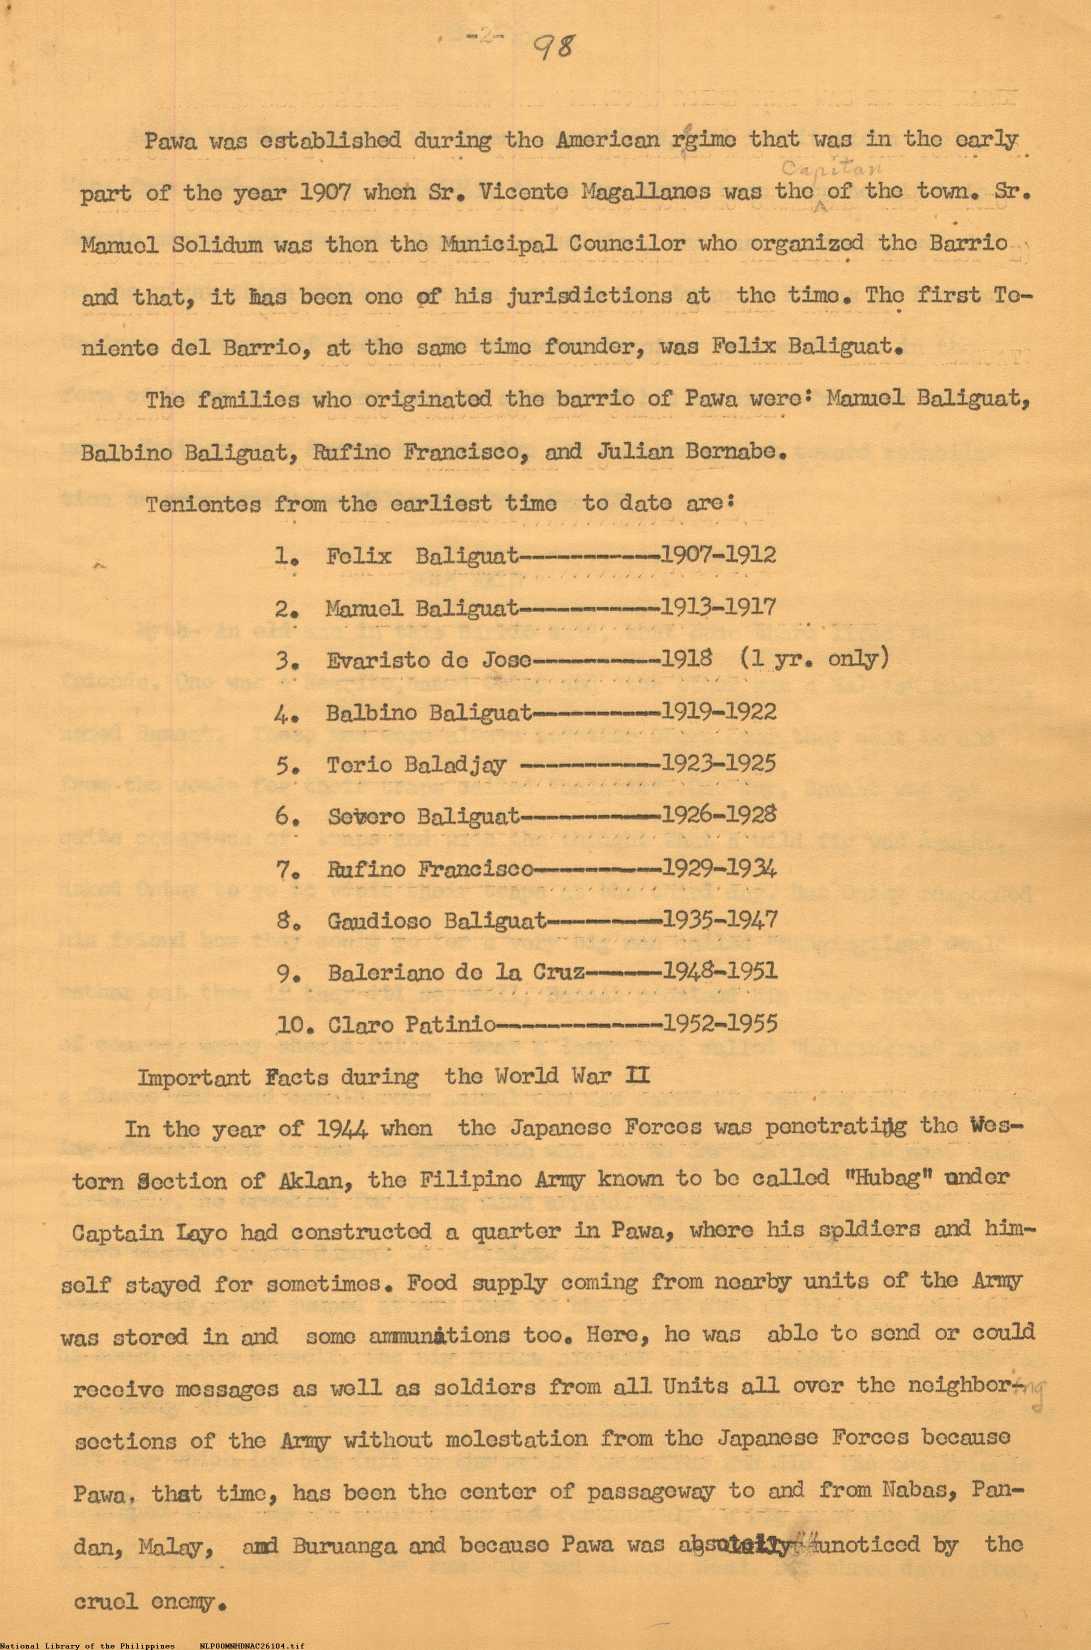 -2- 98
Pawa was established during the American rgime that was in the early
Capitan
part of the year 1907 when Sr. Vicente Magallanes was the ^ of the town. Sr.
Manuel Solidum was then the Municipal Councilor who organized the Barrio
and that, it has been one of his jurisdictions at the time. The first Te-
niente del Barrio, at the same time founder, was Felix Baliguat.
The families who originated the barrio of Pawa were: Manuel Baliguat,
Balbino Baliguat, Rufino Francisco, and Julian Bernabe.
Tenientes from the earliest time to date are:
1. Felix Baliguat-----------1907-1912
2. Manuel Baliguat-----------1913-1917
3. Evaristo de Jose----------1918 (1 yr. only)
4. Balbino Baliguat----------1919-1922
5. Terio Baladjay -----------1923-1925
6. Severo Baliguat-----------1926-1928
7. Rufino Francisco----------1929-1934
8. Gaudioso Baliguat---------1935-1947
9. Baleriano de la Cruz------1948-1951
10. Claro Patinio-------------1952-1955
Important Facts during the World War II
In the year of 1944 when the Japanese Forces was penetrating the Wes-
tern Section of Aklan, the Filipino Army known to be called "Hubag" under
Captain Layo had constructed a quarter in Pawa, where his spldiers and him-
self stayed for sometimes. Food supply coming from nearby units of the Army
was stored in and some ammunitions too. Here, he was able to send or could
receive messages as well as soldiers from all Units all over the neighbor-ing
sections of the Army without molestation from the Japanese Forces because
Pawa, that time, has been the center of passageway to and from Nabas, Pan-
dan, Malay, and Buruanga and because Pawa was unoticed by the
cruel enemy.
National Library of the Philippines NLP00MNHDNAC26104.tif